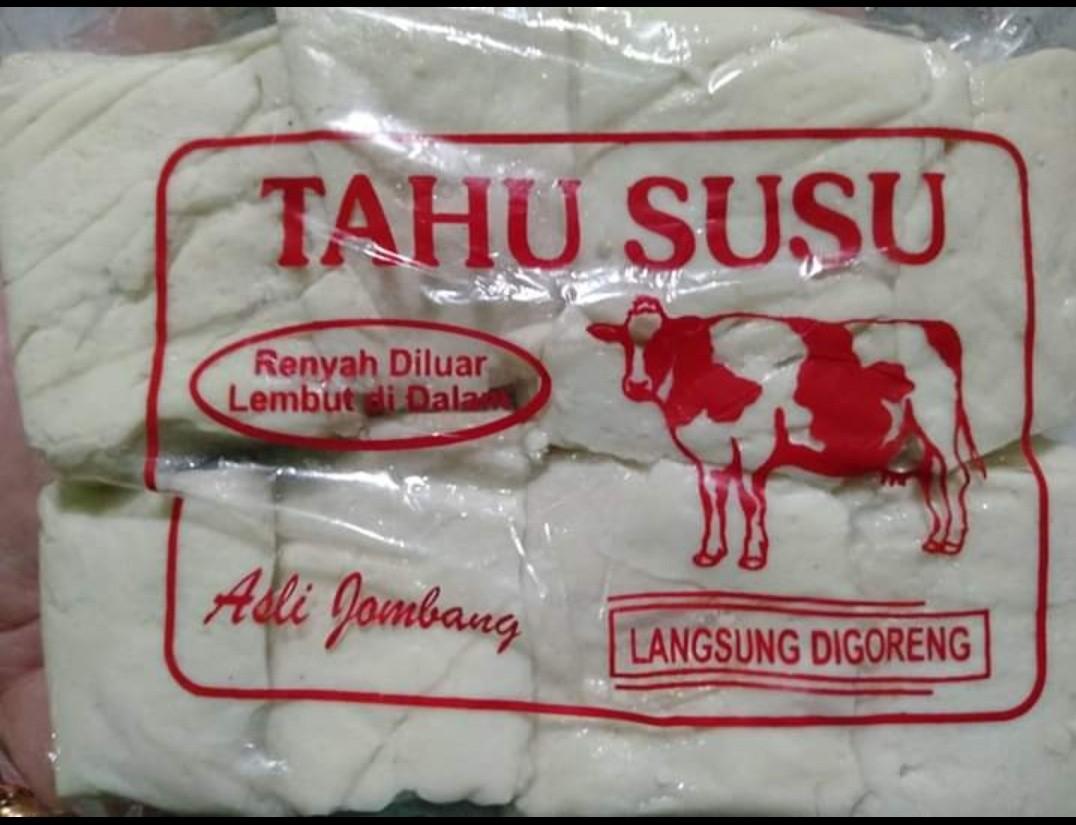 TAHU SUSU
Renyah Diluar
Lembut di Dalam
Asli Jombang
LANGSUNG DIGORENG